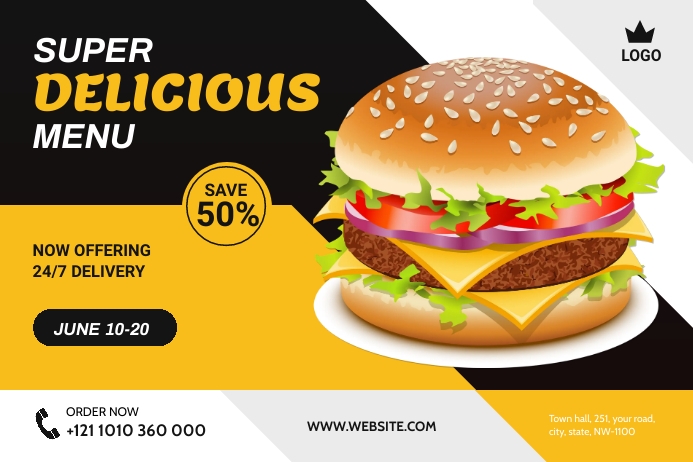 SUPER
DELICIOUS
MENU
LOGO
SAVE
50%
NOW OFFERING
24/7 DELIVERY
JUNE 10-20
ORDER NOW
+121 1010 360 000
WWW.WEBSITE.COM
Town hall, 251, your road,
city, state, NW-1100